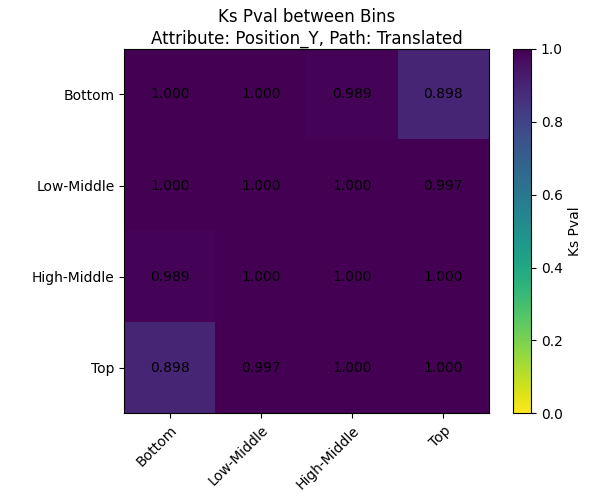 Ks Pval between Bins
Attribute: Position_Y, Path: Translated
Bottom 1.000 1.000 0.989 0.898
Low-Middle 1.000 1.000 1.000 0.997
High-Middle 0.989 1.000 1.000 1.000
Top 0.898 0.997 1.000 1.000
Bottom Low-Middle High-Middle Top
1.0
0.8
0.6
0.4
0.2
0.0
Ks Pval